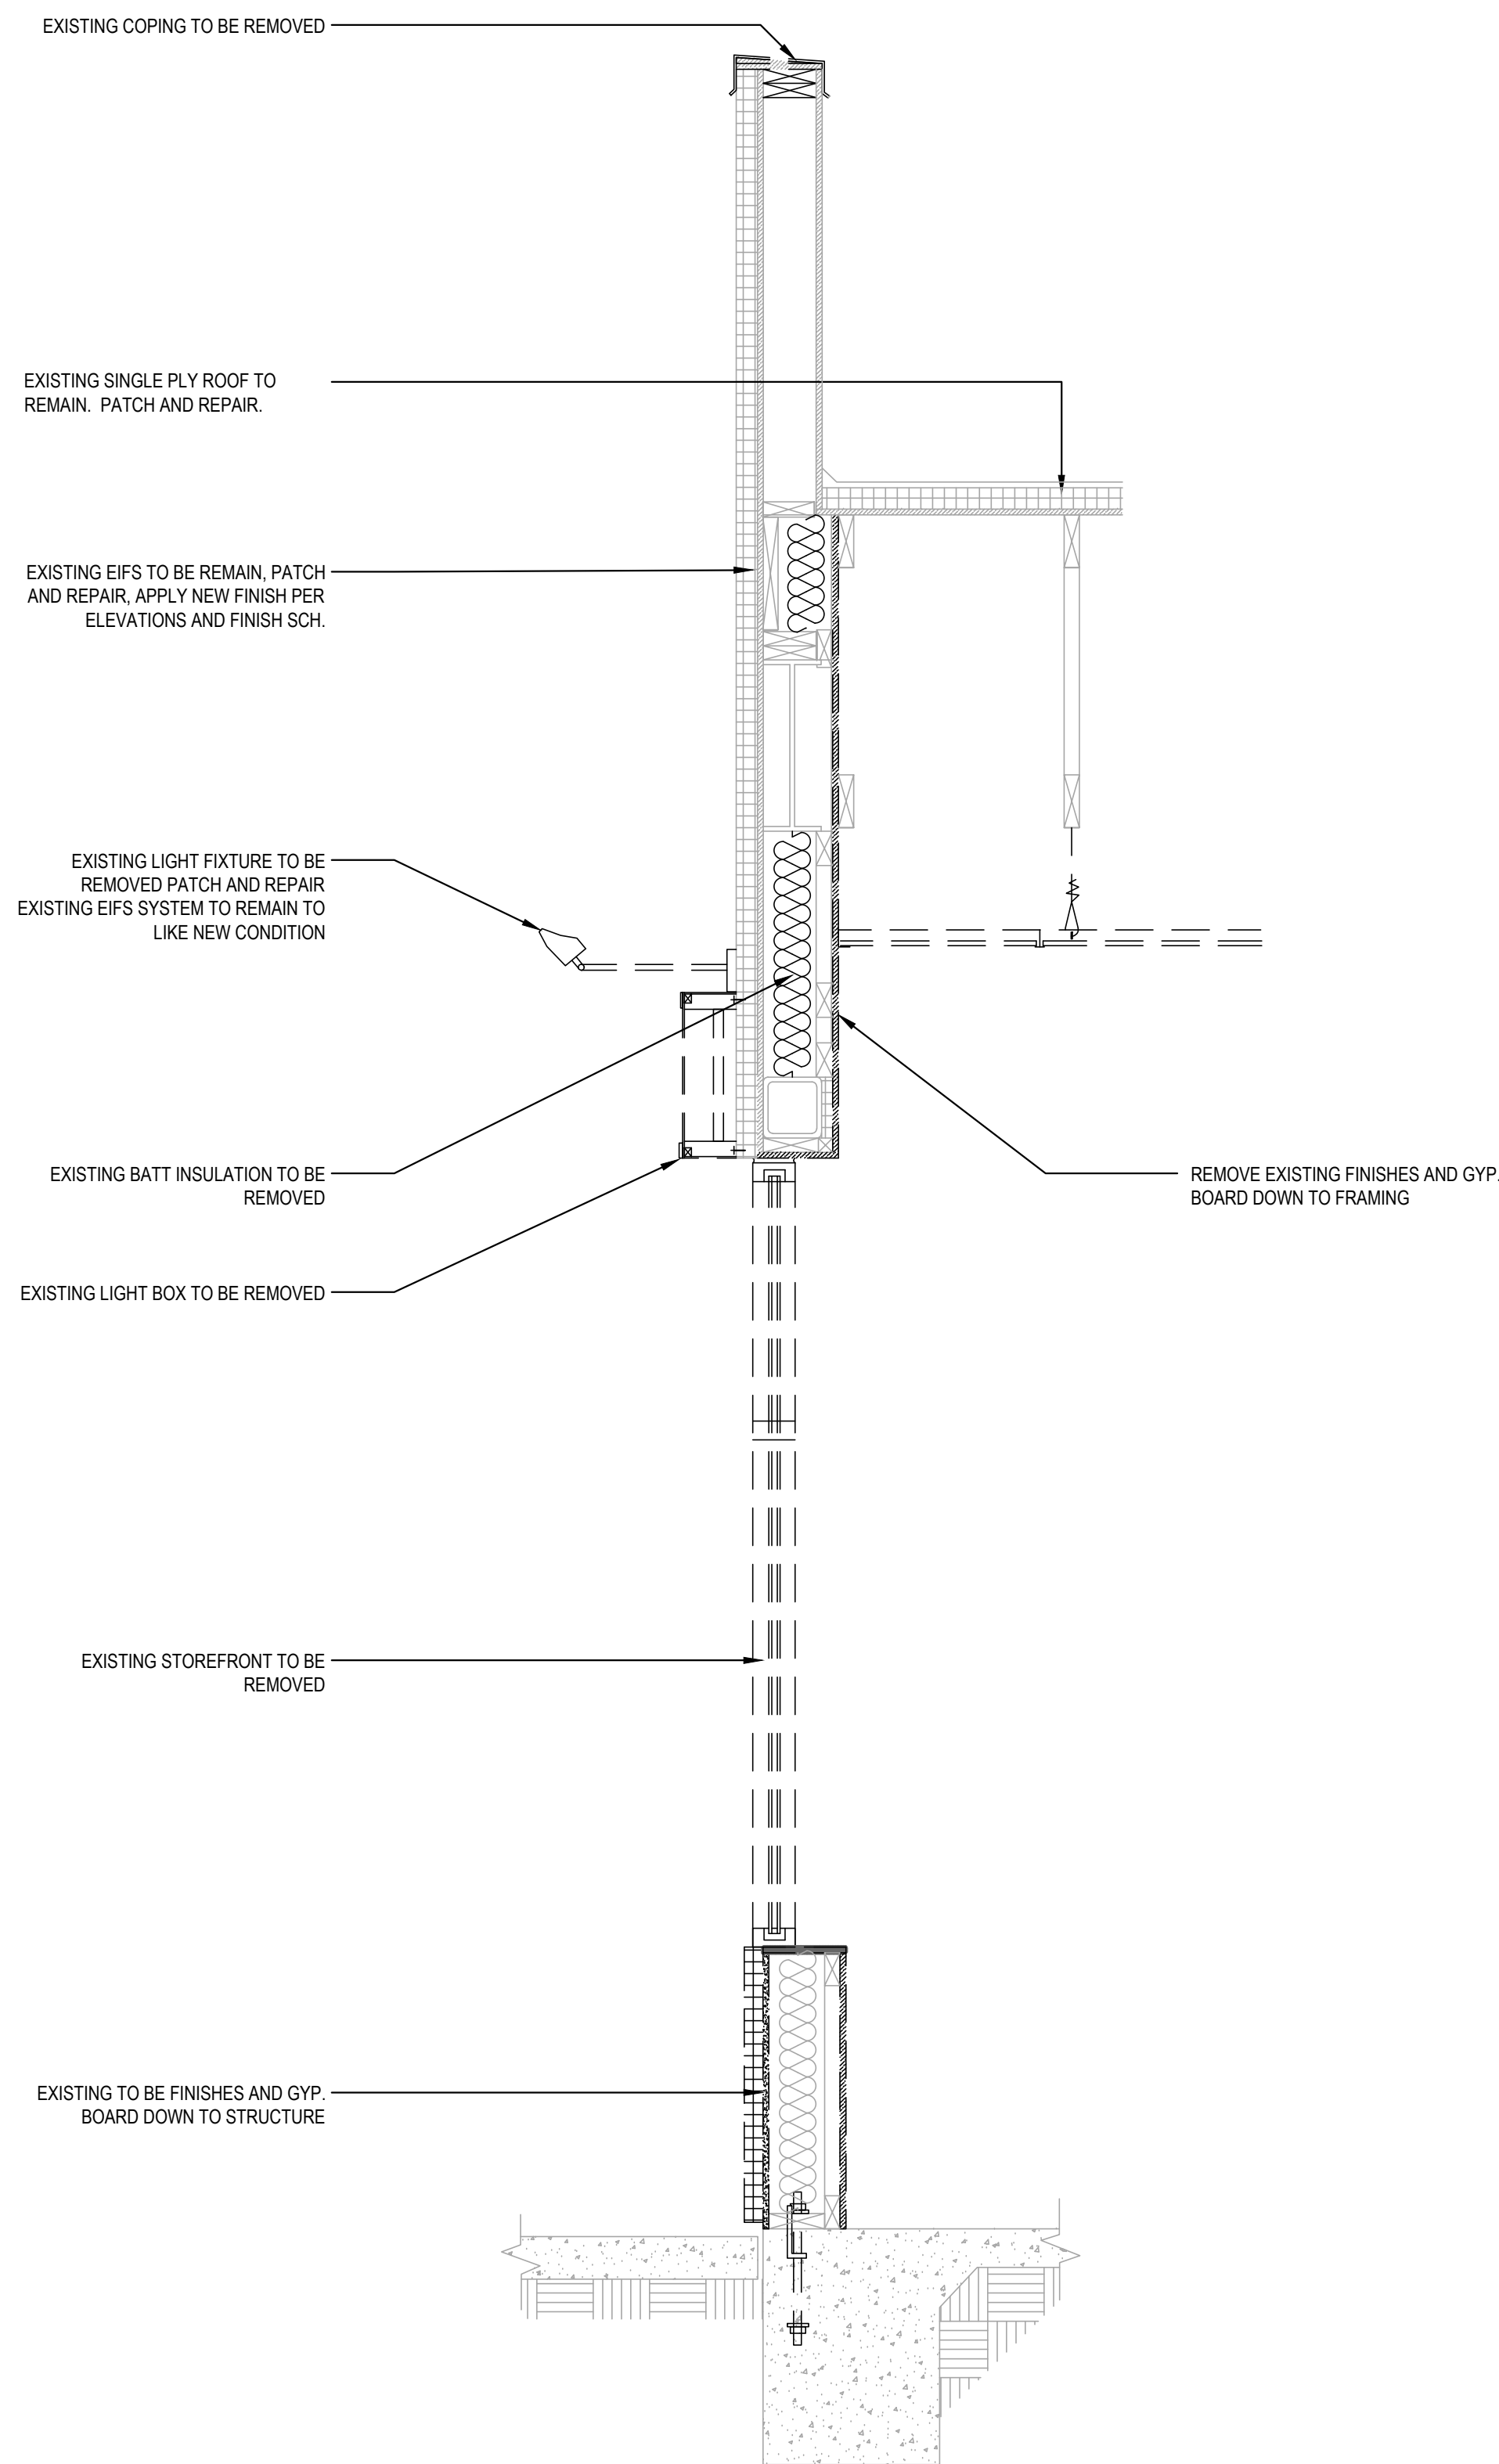 EXISTING COPING TO BE REMOVED
EXISTING SINGLE PLY ROOF TO
REMAIN. PATCH AND REPAIR.
EXISTING EIFS TO BE REMAIN, PATCH
AND REPAIR, APPLY NEW FINISH PER
ELEVATIONS AND FINISH SCH.
EXISTING LIGHT FIXTURE TO BE
REMOVED PATCH AND REPAIR
EXISTING EIFS SYSTEM TO REMAIN TO
LIKE NEW CONDITION
EXISTING BATT INSULATION TO BE
REMOVED
REMOVE EXISTING FINISHES AND GYP.
BOARD DOWN TO FRAMING
EXISTING LIGHT BOX TO BE REMOVED
EXISTING STOREFRONT TO BE
REMOVED
EXISTING TO BE FINISHES AND GYP.
BOARD DOWN TO STRUCTURE